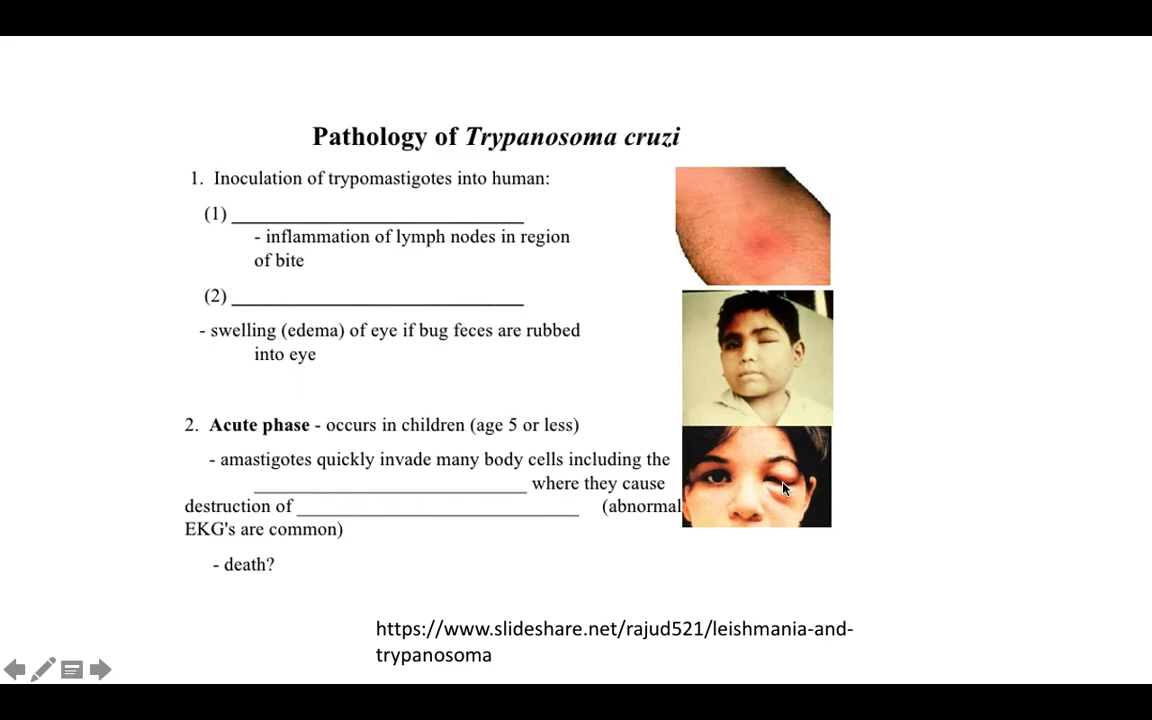 Pathology of Trypanosoma cruzi
1. Inoculation of trypomastigotes into human:
(1) ______________________________
- inflammation of lymph nodes in region
of bite
(2) ______________________________
- swelling (edema) of eye if bug feces are rubbed
into eye
2. Acute phase - occurs in children (age 5 or less)
- amastigotes quickly invade many body cells including the
____________________________ where they cause
destruction of _____________________________ (abnormal
EKG's are common)
- death?
https://www.slideshare.net/rajud521/leishmania-and-
trypanosoma